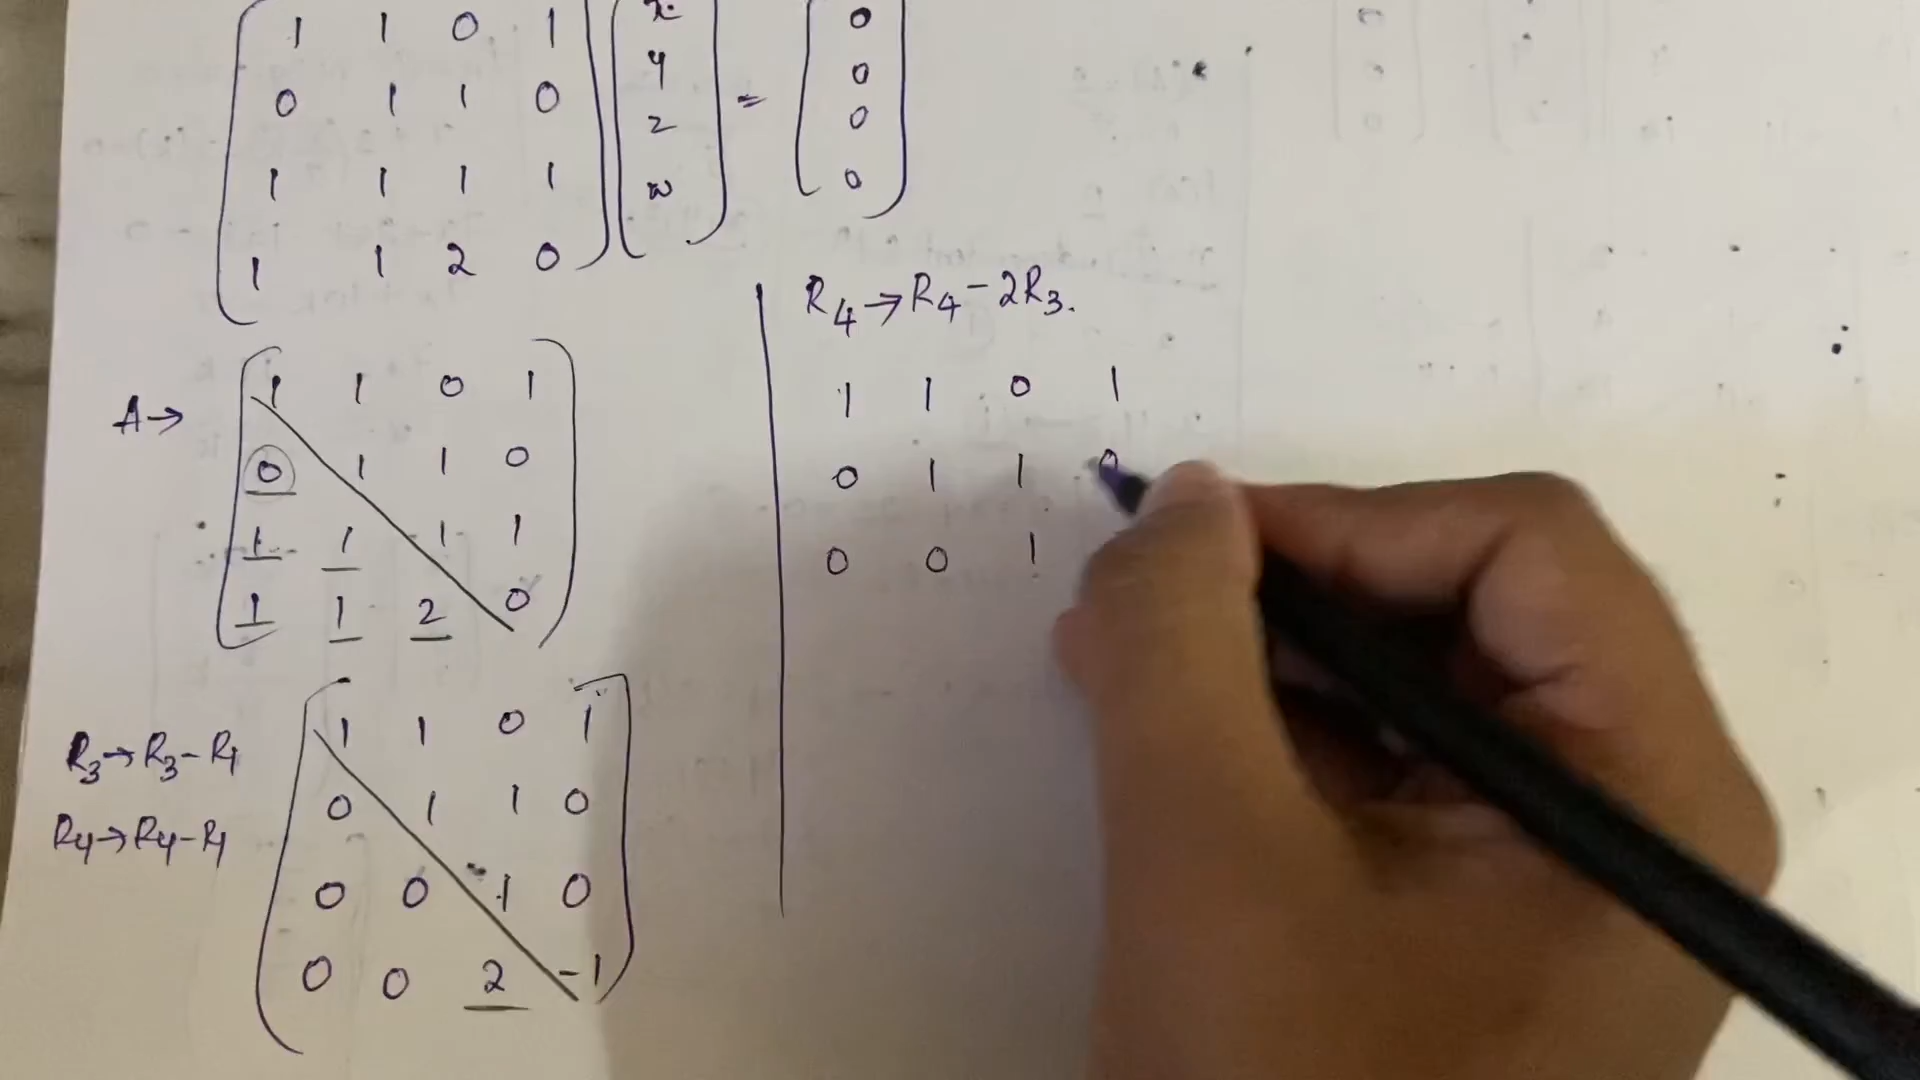 1 1 0 1 x 0
0 1 1 0 y 0
1 1 1 1 z = 0
1 1 2 0 w 0
A→
1 1 0 1
0 1 1 0
1 1 1 1
1 1 2 0
R3→R3-R1
R4→R4-R1
1 1 0 1
0 1 1 0
0 0 1 0
0 0 2 -1
R4→R4-2R3.
1 1 0 1
0 1 1 0
0 0 1